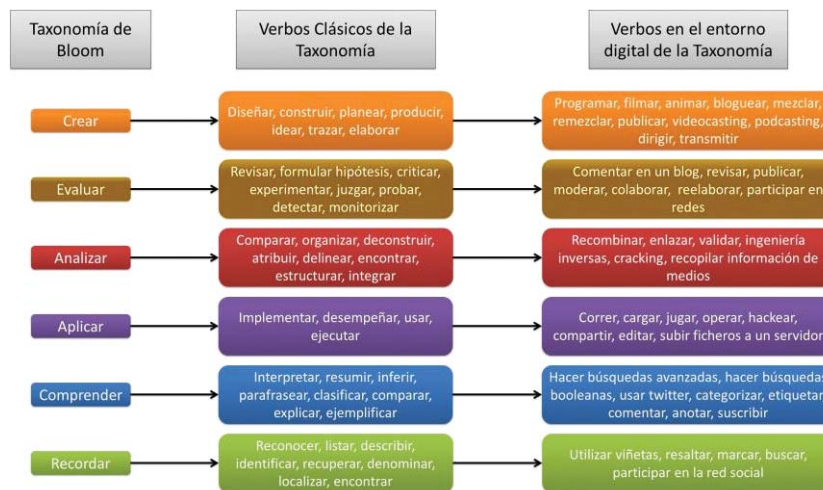 Taxonomía de
Bloom
Verbos Clásicos de la
Taxonomía
Verbos en el entorno
digital de la Taxonomía
Crear
Diseñar, construir, planear, producir,
idear, trazar, elaborar
Programar, filmar, animar, bloguear, mezclar,
remezclar, publicar, videocasting, podcasting,
dirigir, transmitir
Evaluar
Revisar, formular hipótesis, criticar,
experimentar, juzgar, probar,
detectar, monitorizar
Comentar en un blog, revisar, publicar,
moderar, colaborar, reelaborar, participar en
redes
Analizar
Comparar, organizar, deconstruir,
atribuir, delinear, encontrar,
estructurar, integrar
Recombinar, enlazar, validar, ingeniería
inversas, cracking, recopilar información de
medios
Aplicar
Implementar, desempeñar, usar,
ejecutar
Correr, cargar, jugar, operar, hackear,
compartir, editar, subir ficheros a un servidor
Comprender
Interpretar, resumir, inferir,
parafrasear, clasificar, comparar,
explicar, ejemplificar
Hacer búsquedas avanzadas, hacer búsquedas
booleanas, usar twitter, categorizar, etiquetar,
comentar, anotar, suscribir
Recordar
Reconocer, listar, describir,
identificar, recuperar, denominar,
localizar, encontrar
Utilizar viñetas, resaltar, marcar, buscar,
participar en la red social